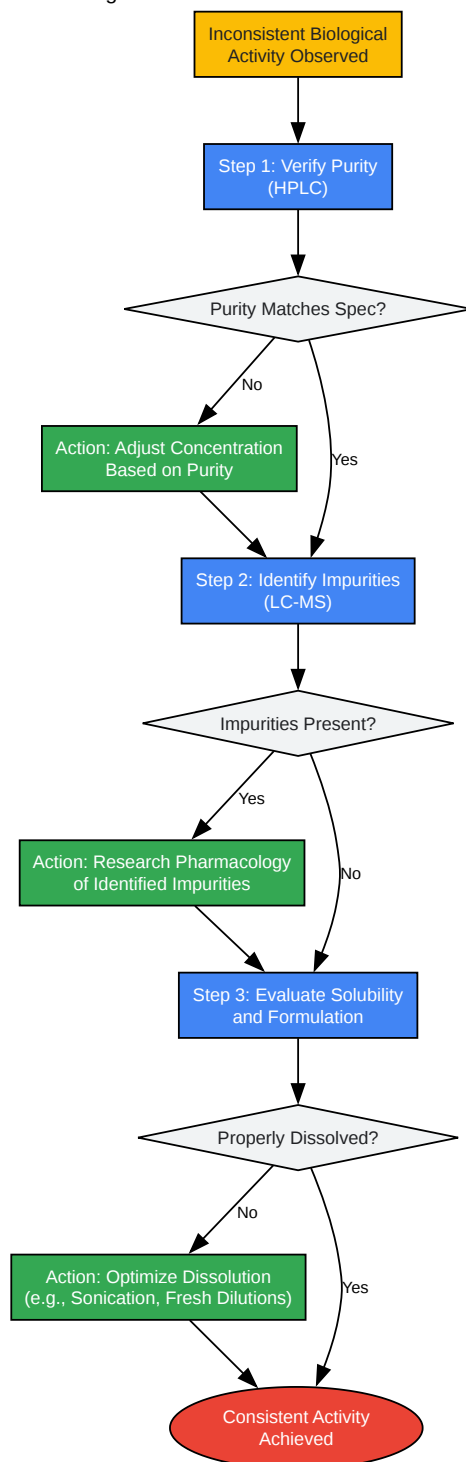 Inconsistent Biological
Activity Observed
Step 1: Verify Purity
(HPLC)
Purity Matches Spec?
No
Action: Adjust Concentration
Based on Purity
Yes
Step 2: Identify Impurities
(LC-MS)
Impurities Present?
Yes
Action: Research Pharmacology
of Identified Impurities
No
Step 3: Evaluate Solubility
and Formulation
Properly Dissolved?
No
Action: Optimize Dissolution
(e.g., Sonication, Fresh Dilutions)
Yes
Consistent Activity
Achieved